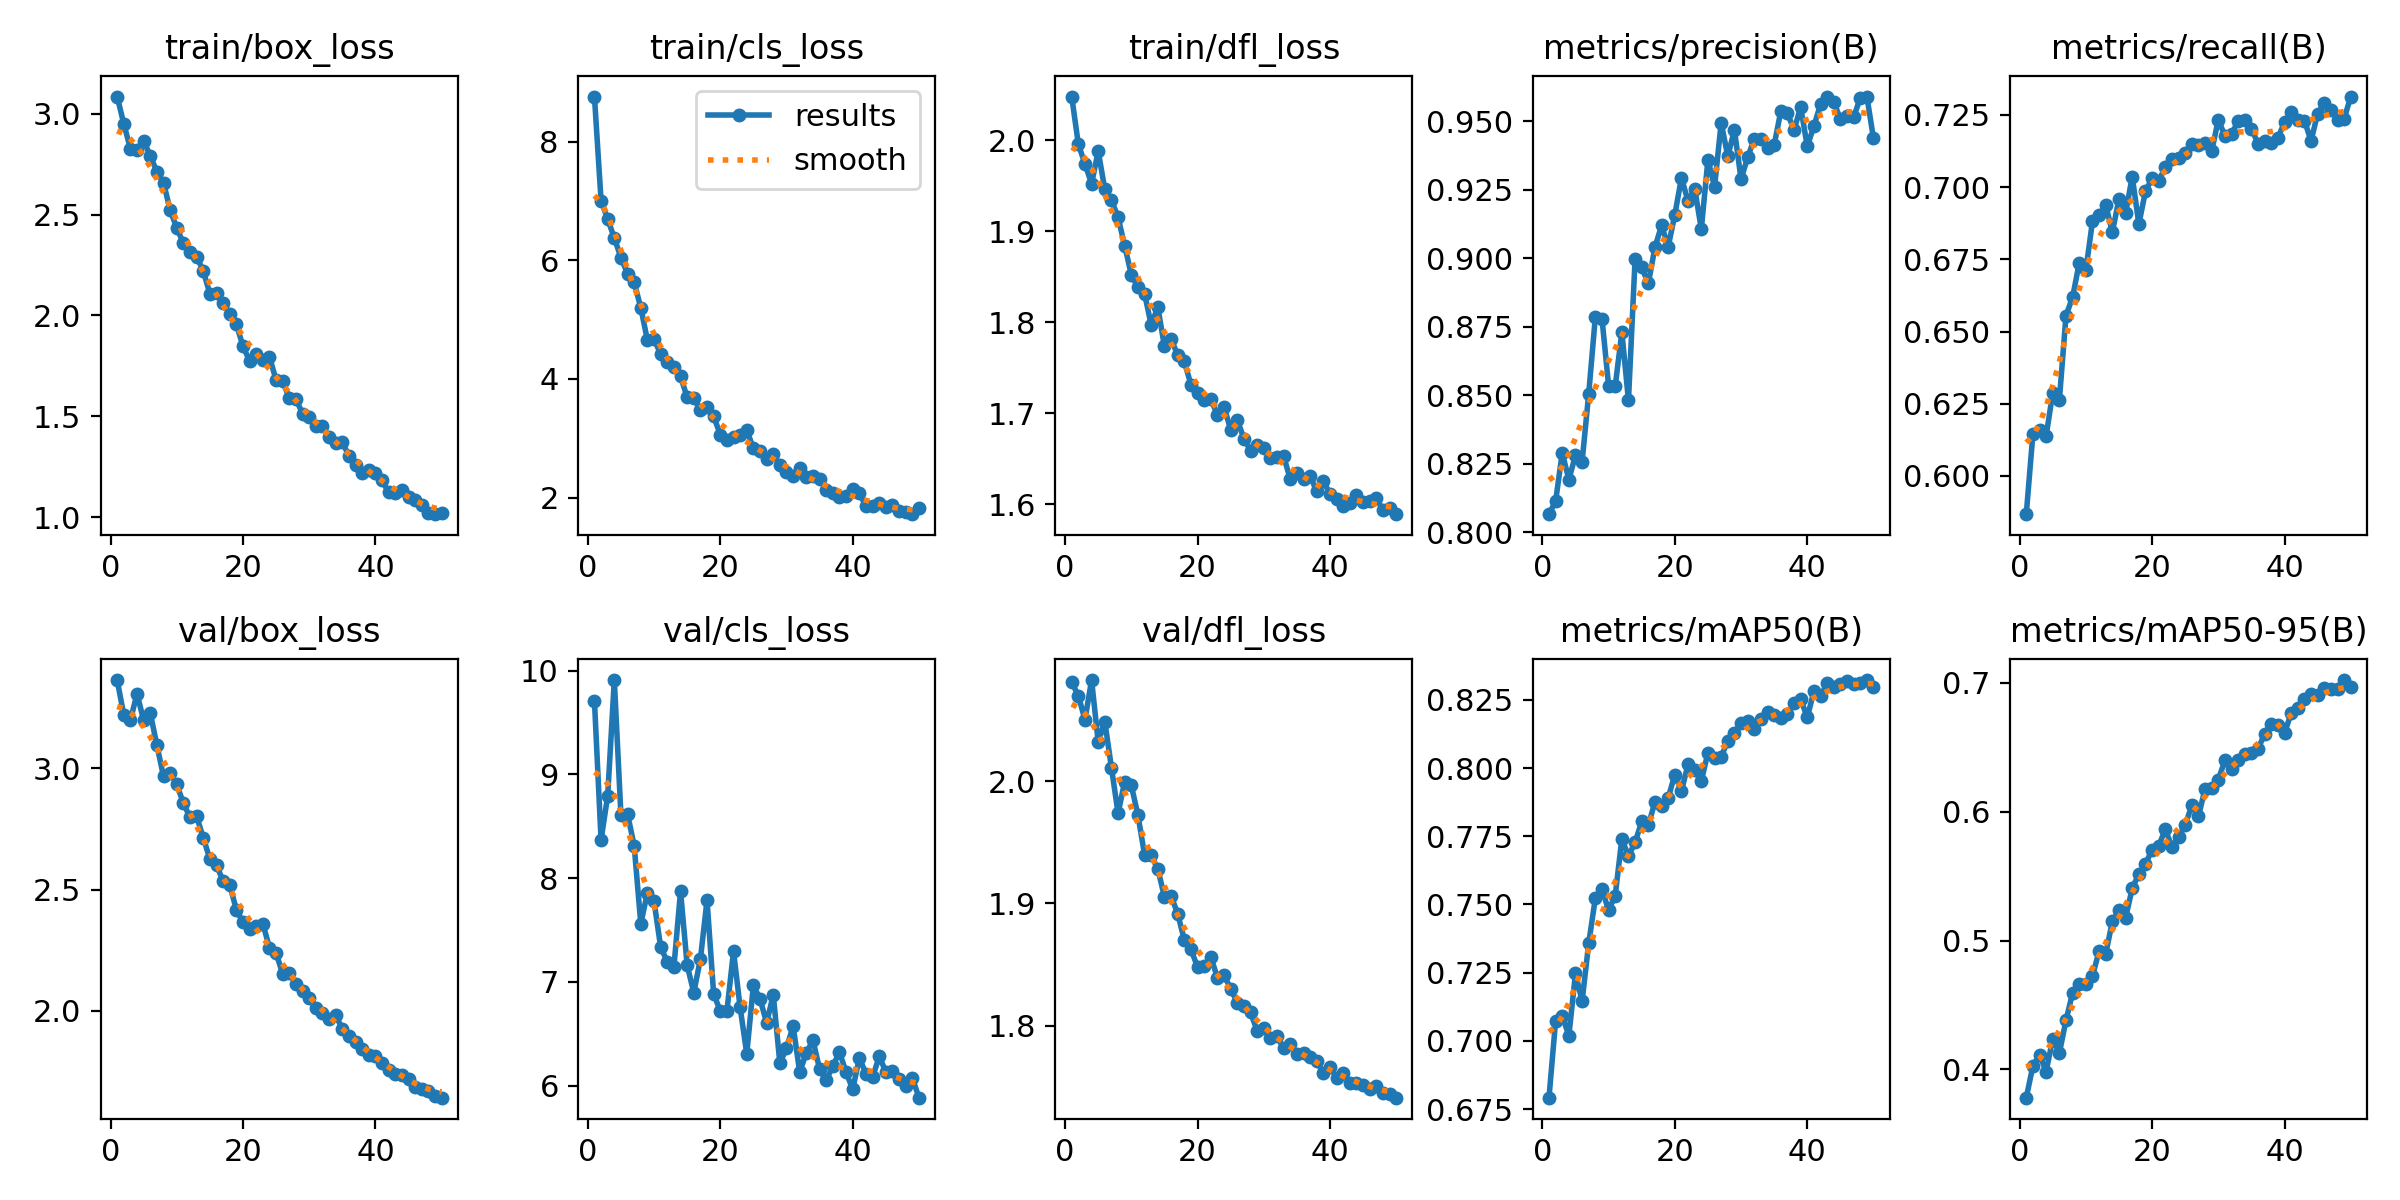 train/box_loss
train/cls_loss
train/dfl_loss
metrics/precision(B)
metrics/recall(B)
3.0
2.5
2.0
1.5
1.0
0 20 40
8
6
4
2
0 20 40
results
smooth
2.0
1.9
1.8
1.7
1.6
0 20 40
0.950
0.925
0.900
0.875
0.850
0.825
0.800
0 20 40
0.725
0.700
0.675
0.650
0.625
0.600
0 20 40
val/box_loss
val/cls_loss
val/dfl_loss
metrics/mAP50(B)
metrics/mAP50-95(B)
3.0
2.5
2.0
0 20 40
10
9
8
7
6
0 20 40
2.0
1.9
1.8
0 20 40
0.825
0.800
0.775
0.750
0.725
0.700
0.675
0 20 40
0.7
0.6
0.5
0.4
0 20 40